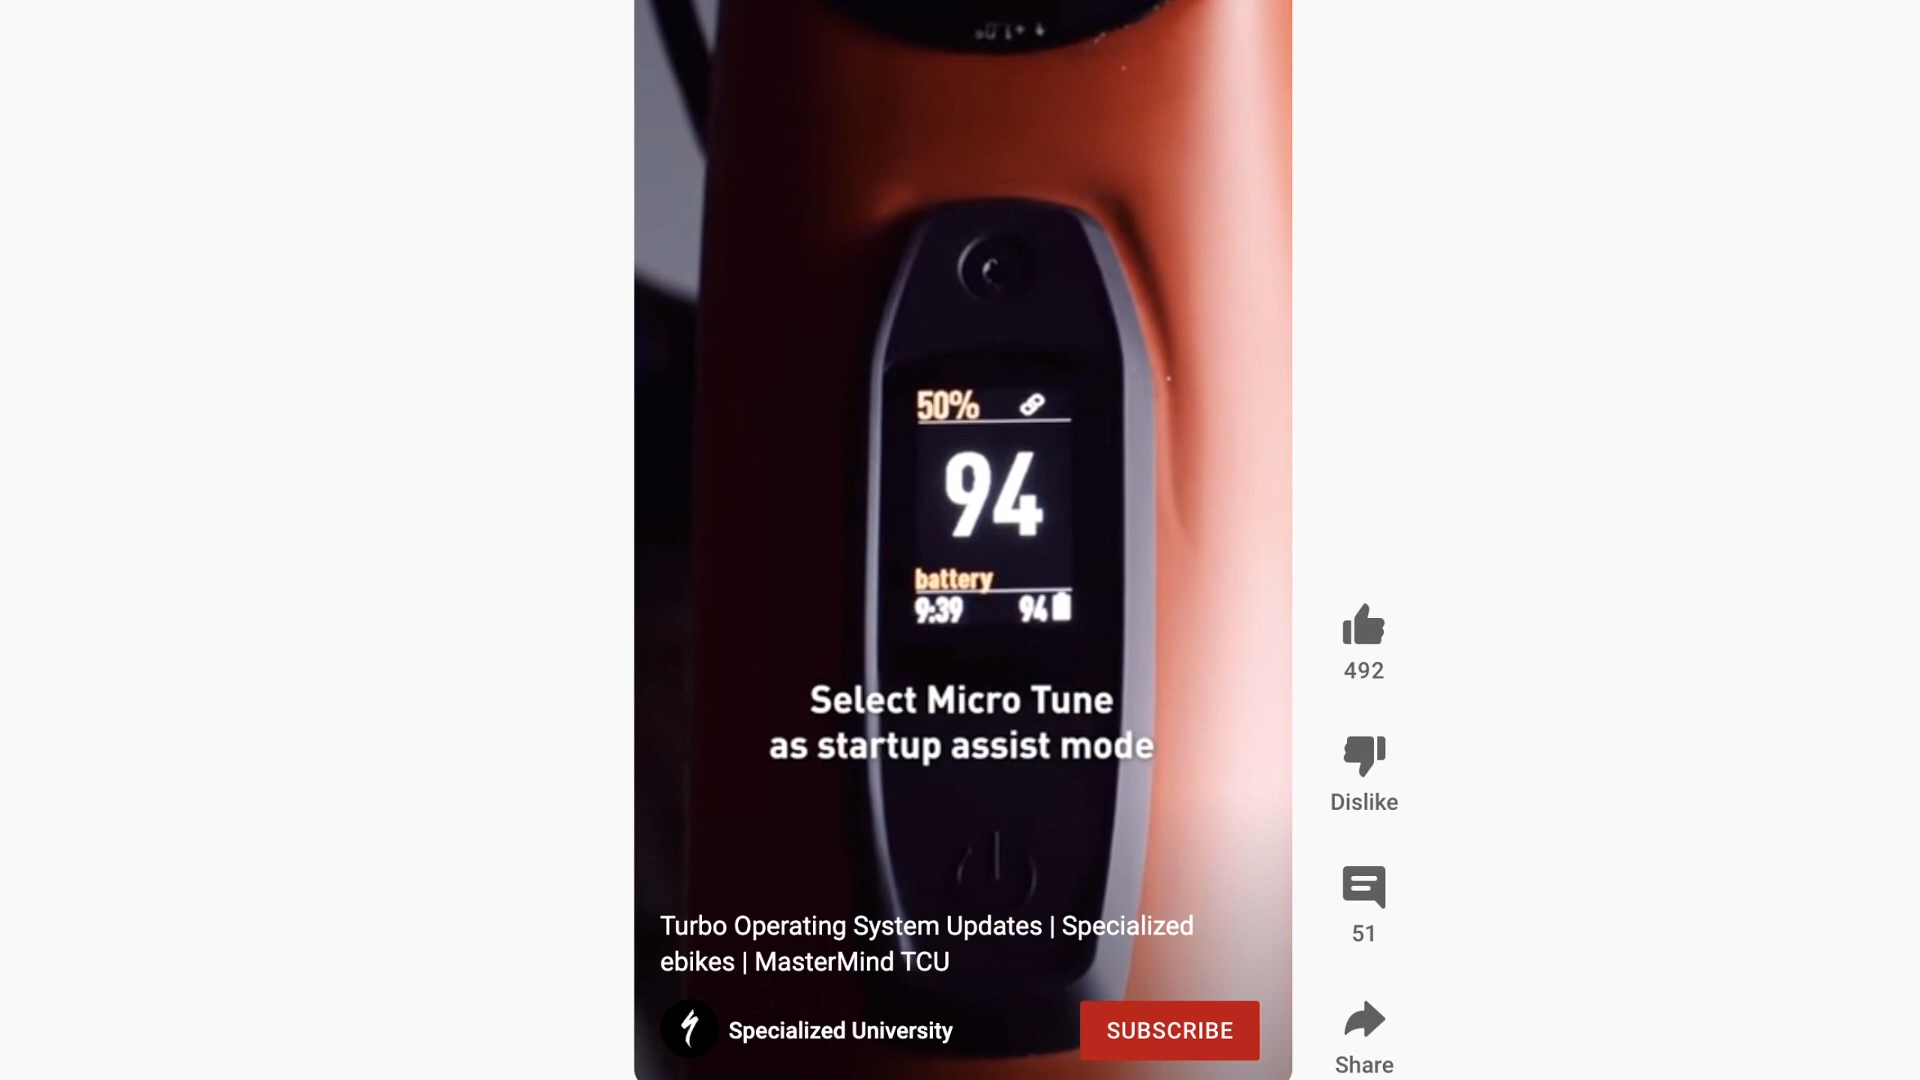 50%
94
battery
9:39 94
Select Micro Tune
as startup assist mode
Turbo Operating System Updates | Specialized
ebikes | MasterMind TCU
Specialized University
SUBSCRIBE
492
Dislike
51
Share